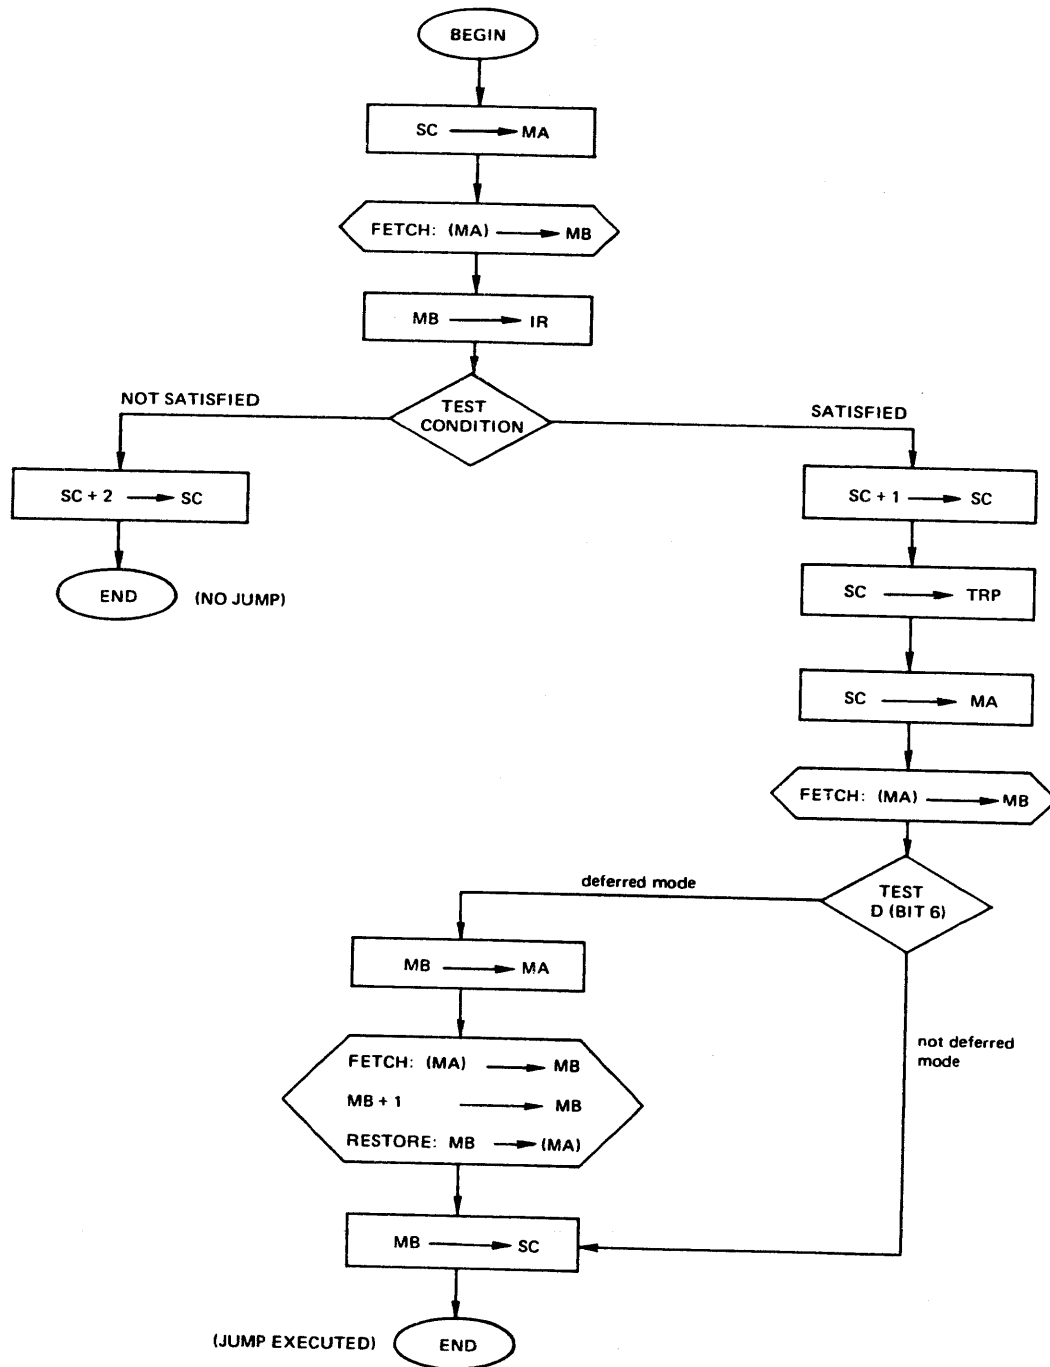 BEGIN
SC → MA
FETCH: (MA) → MB
MB → IR
TEST
CONDITION
NOT SATISFIED
SATISFIED
SC + 2 → SC
END
(NO JUMP)
SC + 1 → SC
SC → TRP
SC → MA
FETCH: (MA) → MB
TEST
D (BIT 6)
deferred mode
not deferred
mode
MB → MA
FETCH: (MA) → MB
MB + 1 → MB
RESTORE: MB → (MA)
MB → SC
(JUMP EXECUTED)
END